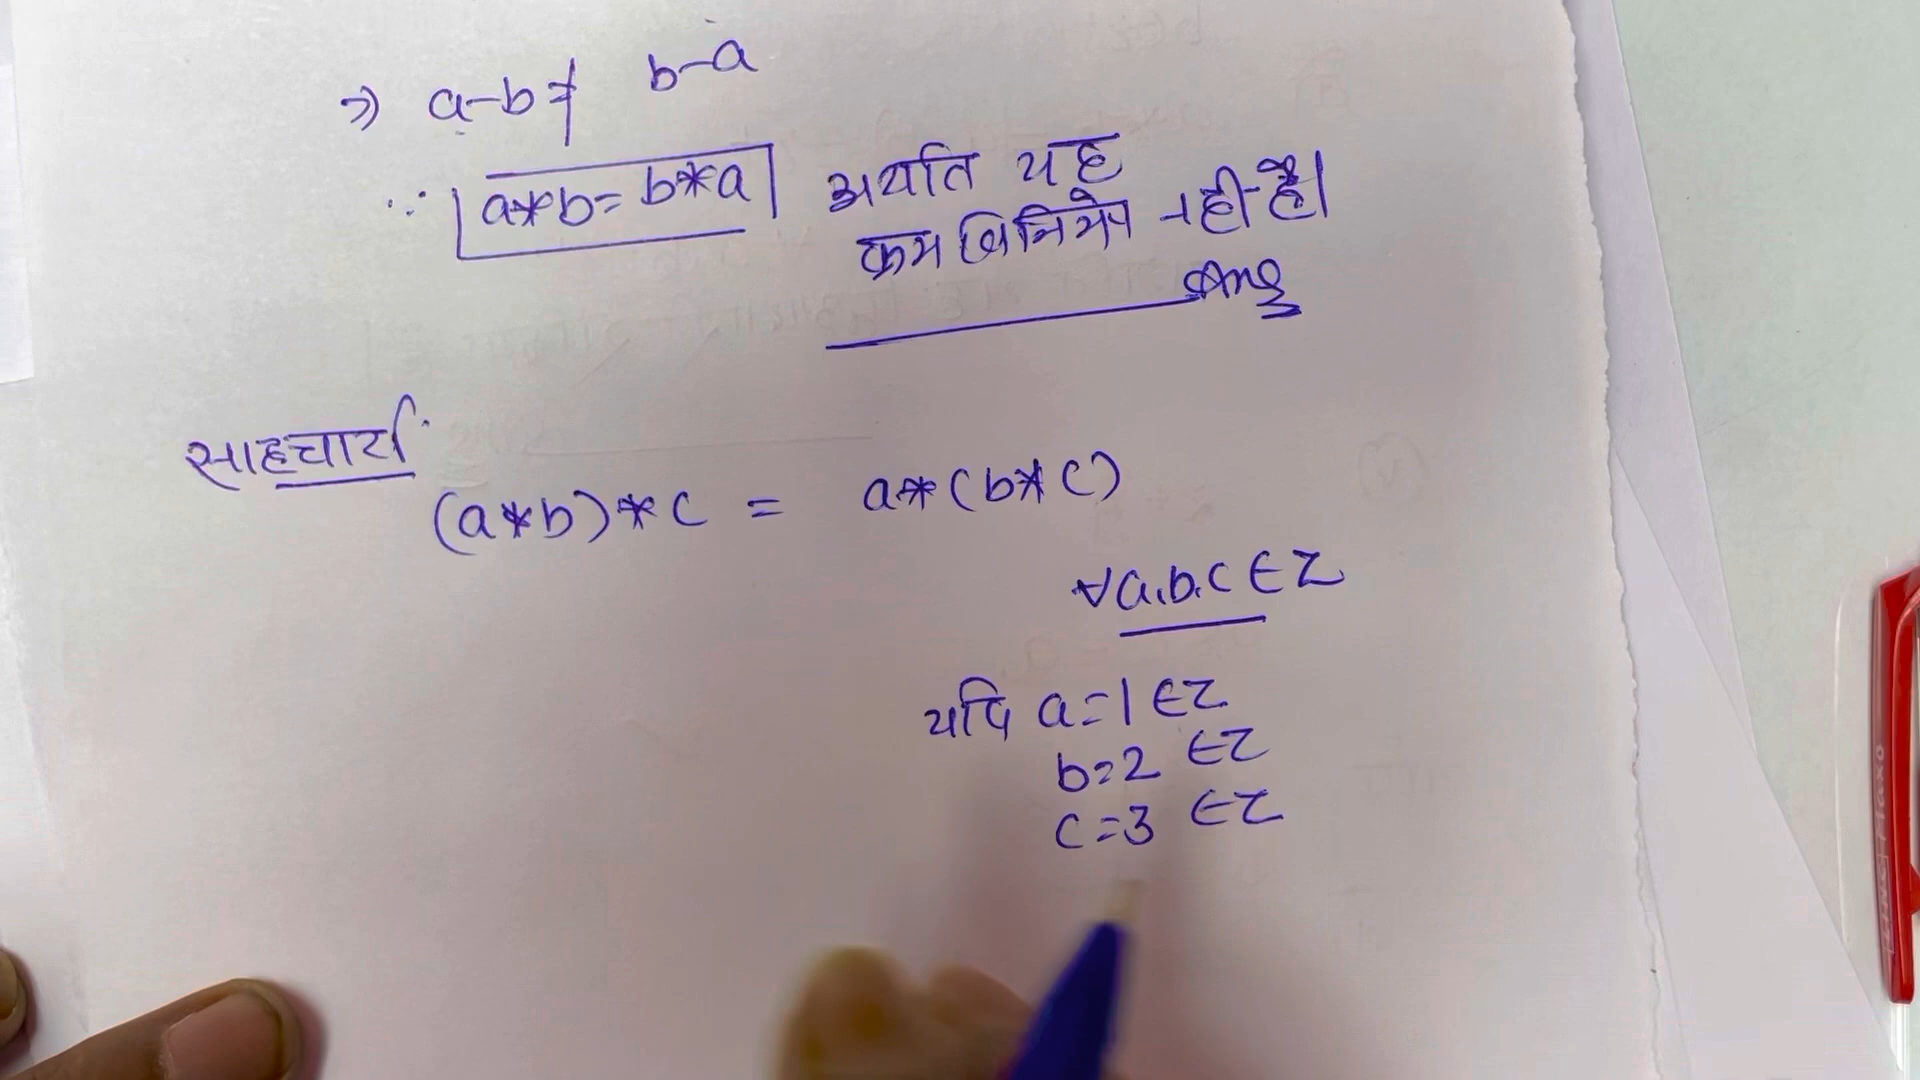 ⇒ a-b ≠ b-a
∵ a*b = b*a अर्थात यह
क्रम विनिमेय नही है।
Ans
साहचार्य
(a*b)*c = a*(b*c)
∀ a,b,c ∈ Z
यदि a=1 ∈ Z
b=2 ∈ Z
c=3 ∈ Z